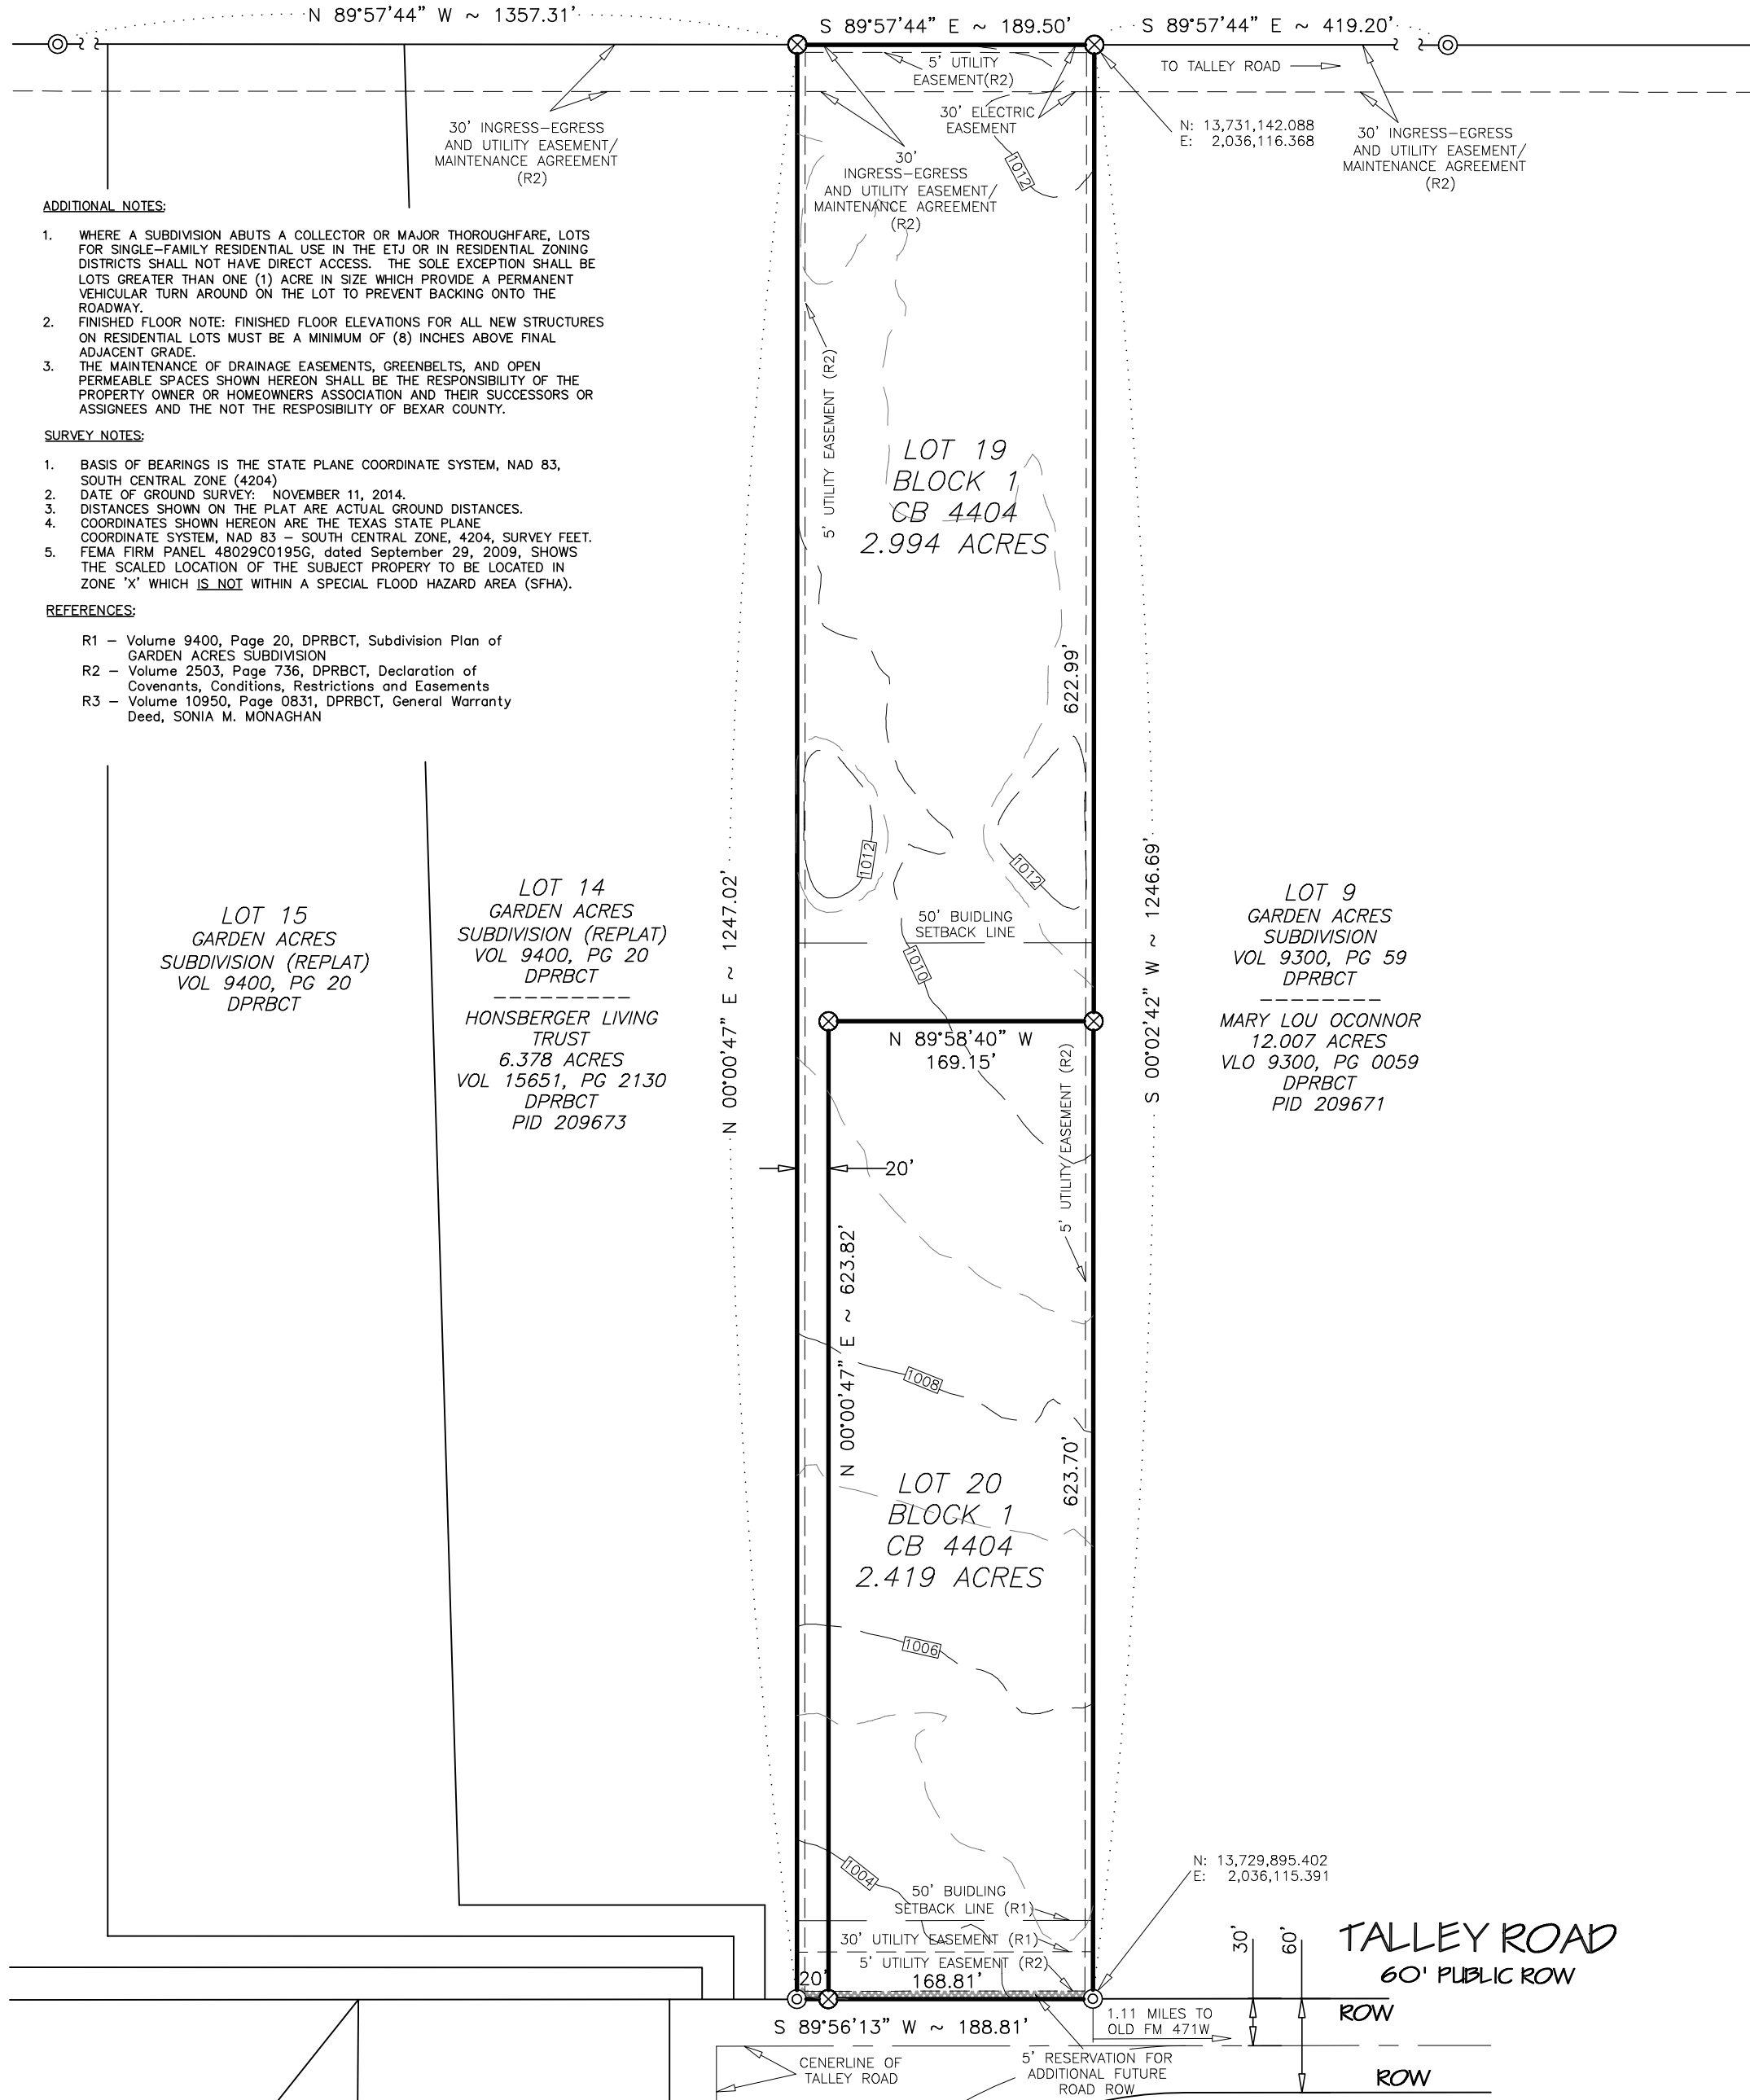 N 89°57'44" W ~ 1357.31'
S 89°57'44" E ~ 189.50'
S 89°57'44" E ~ 419.20'
5' UTILITY
EASEMENT(R2)
TO TALLEY ROAD
30' ELECTRIC
EASEMENT
30' INGRESS-EGRESS
AND UTILITY EASEMENT/
MAINTENANCE AGREEMENT
(R2)
30'
INGRESS-EGRESS
AND UTILITY EASEMENT/
MAINTENANCE AGREEMENT
(R2)
1012
N: 13,731,142.088
E: 2,036,116.368
30' INGRESS-EGRESS
AND UTILITY EASEMENT/
MAINTENANCE AGREEMENT
(R2)
ADDITIONAL NOTES:
1. WHERE A SUBDIVISION ABUTS A COLLECTOR OR MAJOR THOROUGHFARE, LOTS
FOR SINGLE-FAMILY RESIDENTIAL USE IN THE ETJ OR IN RESIDENTIAL ZONING
DISTRICTS SHALL NOT HAVE DIRECT ACCESS. THE SOLE EXCEPTION SHALL BE
LOTS GREATER THAN ONE (1) ACRE IN SIZE WHICH PROVIDE A PERMANENT
VEHICULAR TURN AROUND ON THE LOT TO PREVENT BACKING ONTO THE
ROADWAY.
2. FINISHED FLOOR NOTE: FINISHED FLOOR ELEVATIONS FOR ALL NEW STRUCTURES
ON RESIDENTIAL LOTS MUST BE A MINIMUM OF (8) INCHES ABOVE FINAL
ADJACENT GRADE.
3. THE MAINTENANCE OF DRAINAGE EASEMENTS, GREENBELTS, AND OPEN
PERMEABLE SPACES SHOWN HEREON SHALL BE THE RESPONSIBILITY OF THE
PROPERTY OWNER OR HOMEOWNERS ASSOCIATION AND THEIR SUCCESSORS OR
ASSIGNEES AND THE NOT THE RESPOSIBILITY OF BEXAR COUNTY.
SURVEY NOTES:
1. BASIS OF BEARINGS IS THE STATE PLANE COORDINATE SYSTEM, NAD 83,
SOUTH CENTRAL ZONE (4204)
2. DATE OF GROUND SURVEY: NOVEMBER 11, 2014.
3. DISTANCES SHOWN ON THE PLAT ARE ACTUAL GROUND DISTANCES.
4. COORDINATES SHOWN HEREON ARE THE TEXAS STATE PLANE
COORDINATE SYSTEM, NAD 83 - SOUTH CENTRAL ZONE, 4204, SURVEY FEET.
5. FEMA FIRM PANEL 48029C0195G, dated September 29, 2009, SHOWS
THE SCALED LOCATION OF THE SUBJECT PROPERY TO BE LOCATED IN
ZONE 'X' WHICH IS NOT WITHIN A SPECIAL FLOOD HAZARD AREA (SFHA).
REFERENCES:
R1 - Volume 9400, Page 20, DPRBCT, Subdivision Plan of
GARDEN ACRES SUBDIVISION
R2 - Volume 2503, Page 736, DPRBCT, Declaration of
Covenants, Conditions, Restrictions and Easements
R3 - Volume 10950, Page 0831, DPRBCT, General Warranty
Deed, SONIA M. MONAGHAN
5' UTILITY EASEMENT (R2)
LOT 19
BLOCK 1
CB 4404
2.994 ACRES
622.99'
1012
1012
N 00°00'47" E ~ 1247.02'
S 00°02'42" W ~ 1246.69'
LOT 15
GARDEN ACRES
SUBDIVISION (REPLAT)
VOL 9400, PG 20
DPRBCT
LOT 14
GARDEN ACRES
SUBDIVISION (REPLAT)
VOL 9400, PG 20
DPRBCT
HONSBERGER LIVING
TRUST
6.378 ACRES
VOL 15651, PG 2130
DPRBCT
PID 209673
50' BUIDLING
SETBACK LINE
1010
LOT 9
GARDEN ACRES
SUBDIVISION
VOL 9300, PG 59
DPRBCT
MARY LOU OCONNOR
12.007 ACRES
VLO 9300, PG 0059
DPRBCT
PID 209671
N 89°58'40" W
169.15'
5' UTILITY EASEMENT (R2)
20'
N 00°00'47" E ~ 623.82'
1008
623.70'
LOT 20
BLOCK 1
CB 4404
2.419 ACRES
1006
1004
N: 13,729,895.402
E: 2,036,115.391
50' BUIDLING
SETBACK LINE (R1)
30' UTILITY EASEMENT (R1)
5' UTILITY EASEMENT (R2)
20'
168.81'
30'
60'
TALLEY ROAD
60' PUBLIC ROW
ROW
S 89°56'13" W ~ 188.81'
1.11 MILES TO
OLD FM 471W
CENERLINE OF
TALLEY ROAD
5' RESERVATION FOR
ADDITIONAL FUTURE
ROAD ROW
ROW